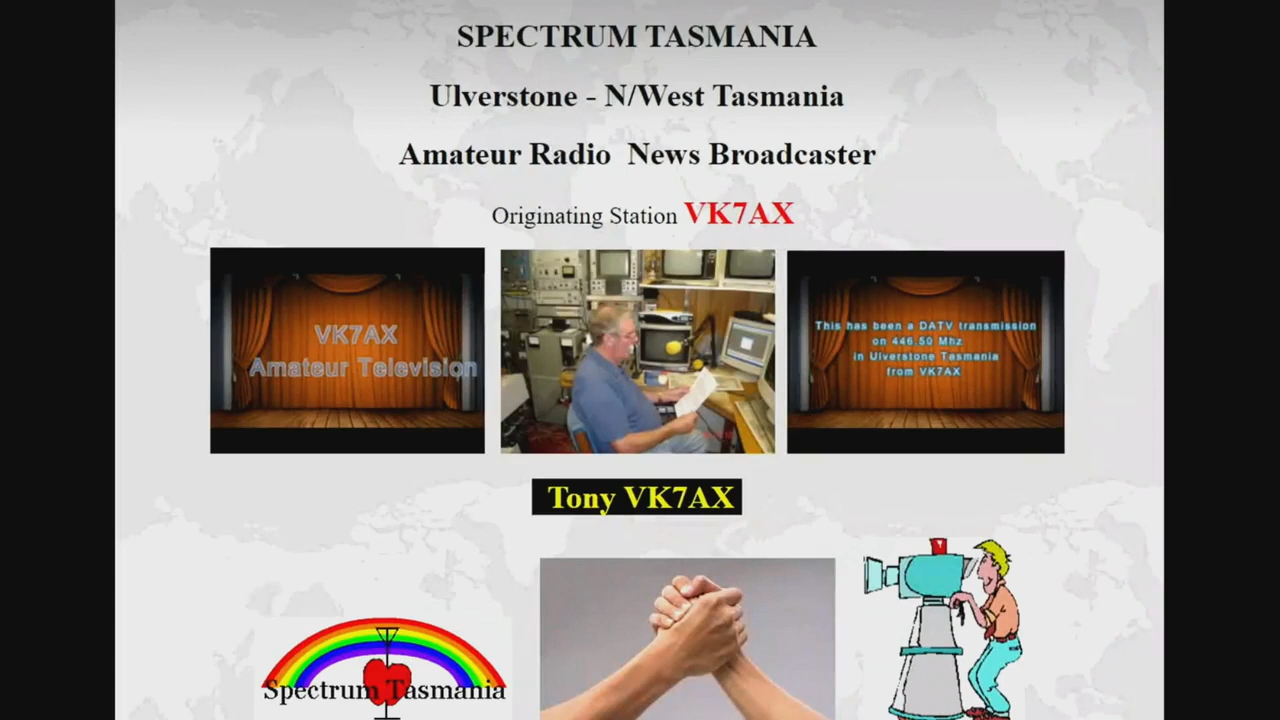 SPECTRUM TASMANIA
Ulverstone - N/West Tasmania
Amateur Radio News Broadcaster
Originating Station VK7AX
VK7AX
Amateur Television
This has been a DATV transmission
on 446.50 Mhz
in Ulverstone Tasmania
from VK7AX
Tony VK7AX
Spectrum Tasmania